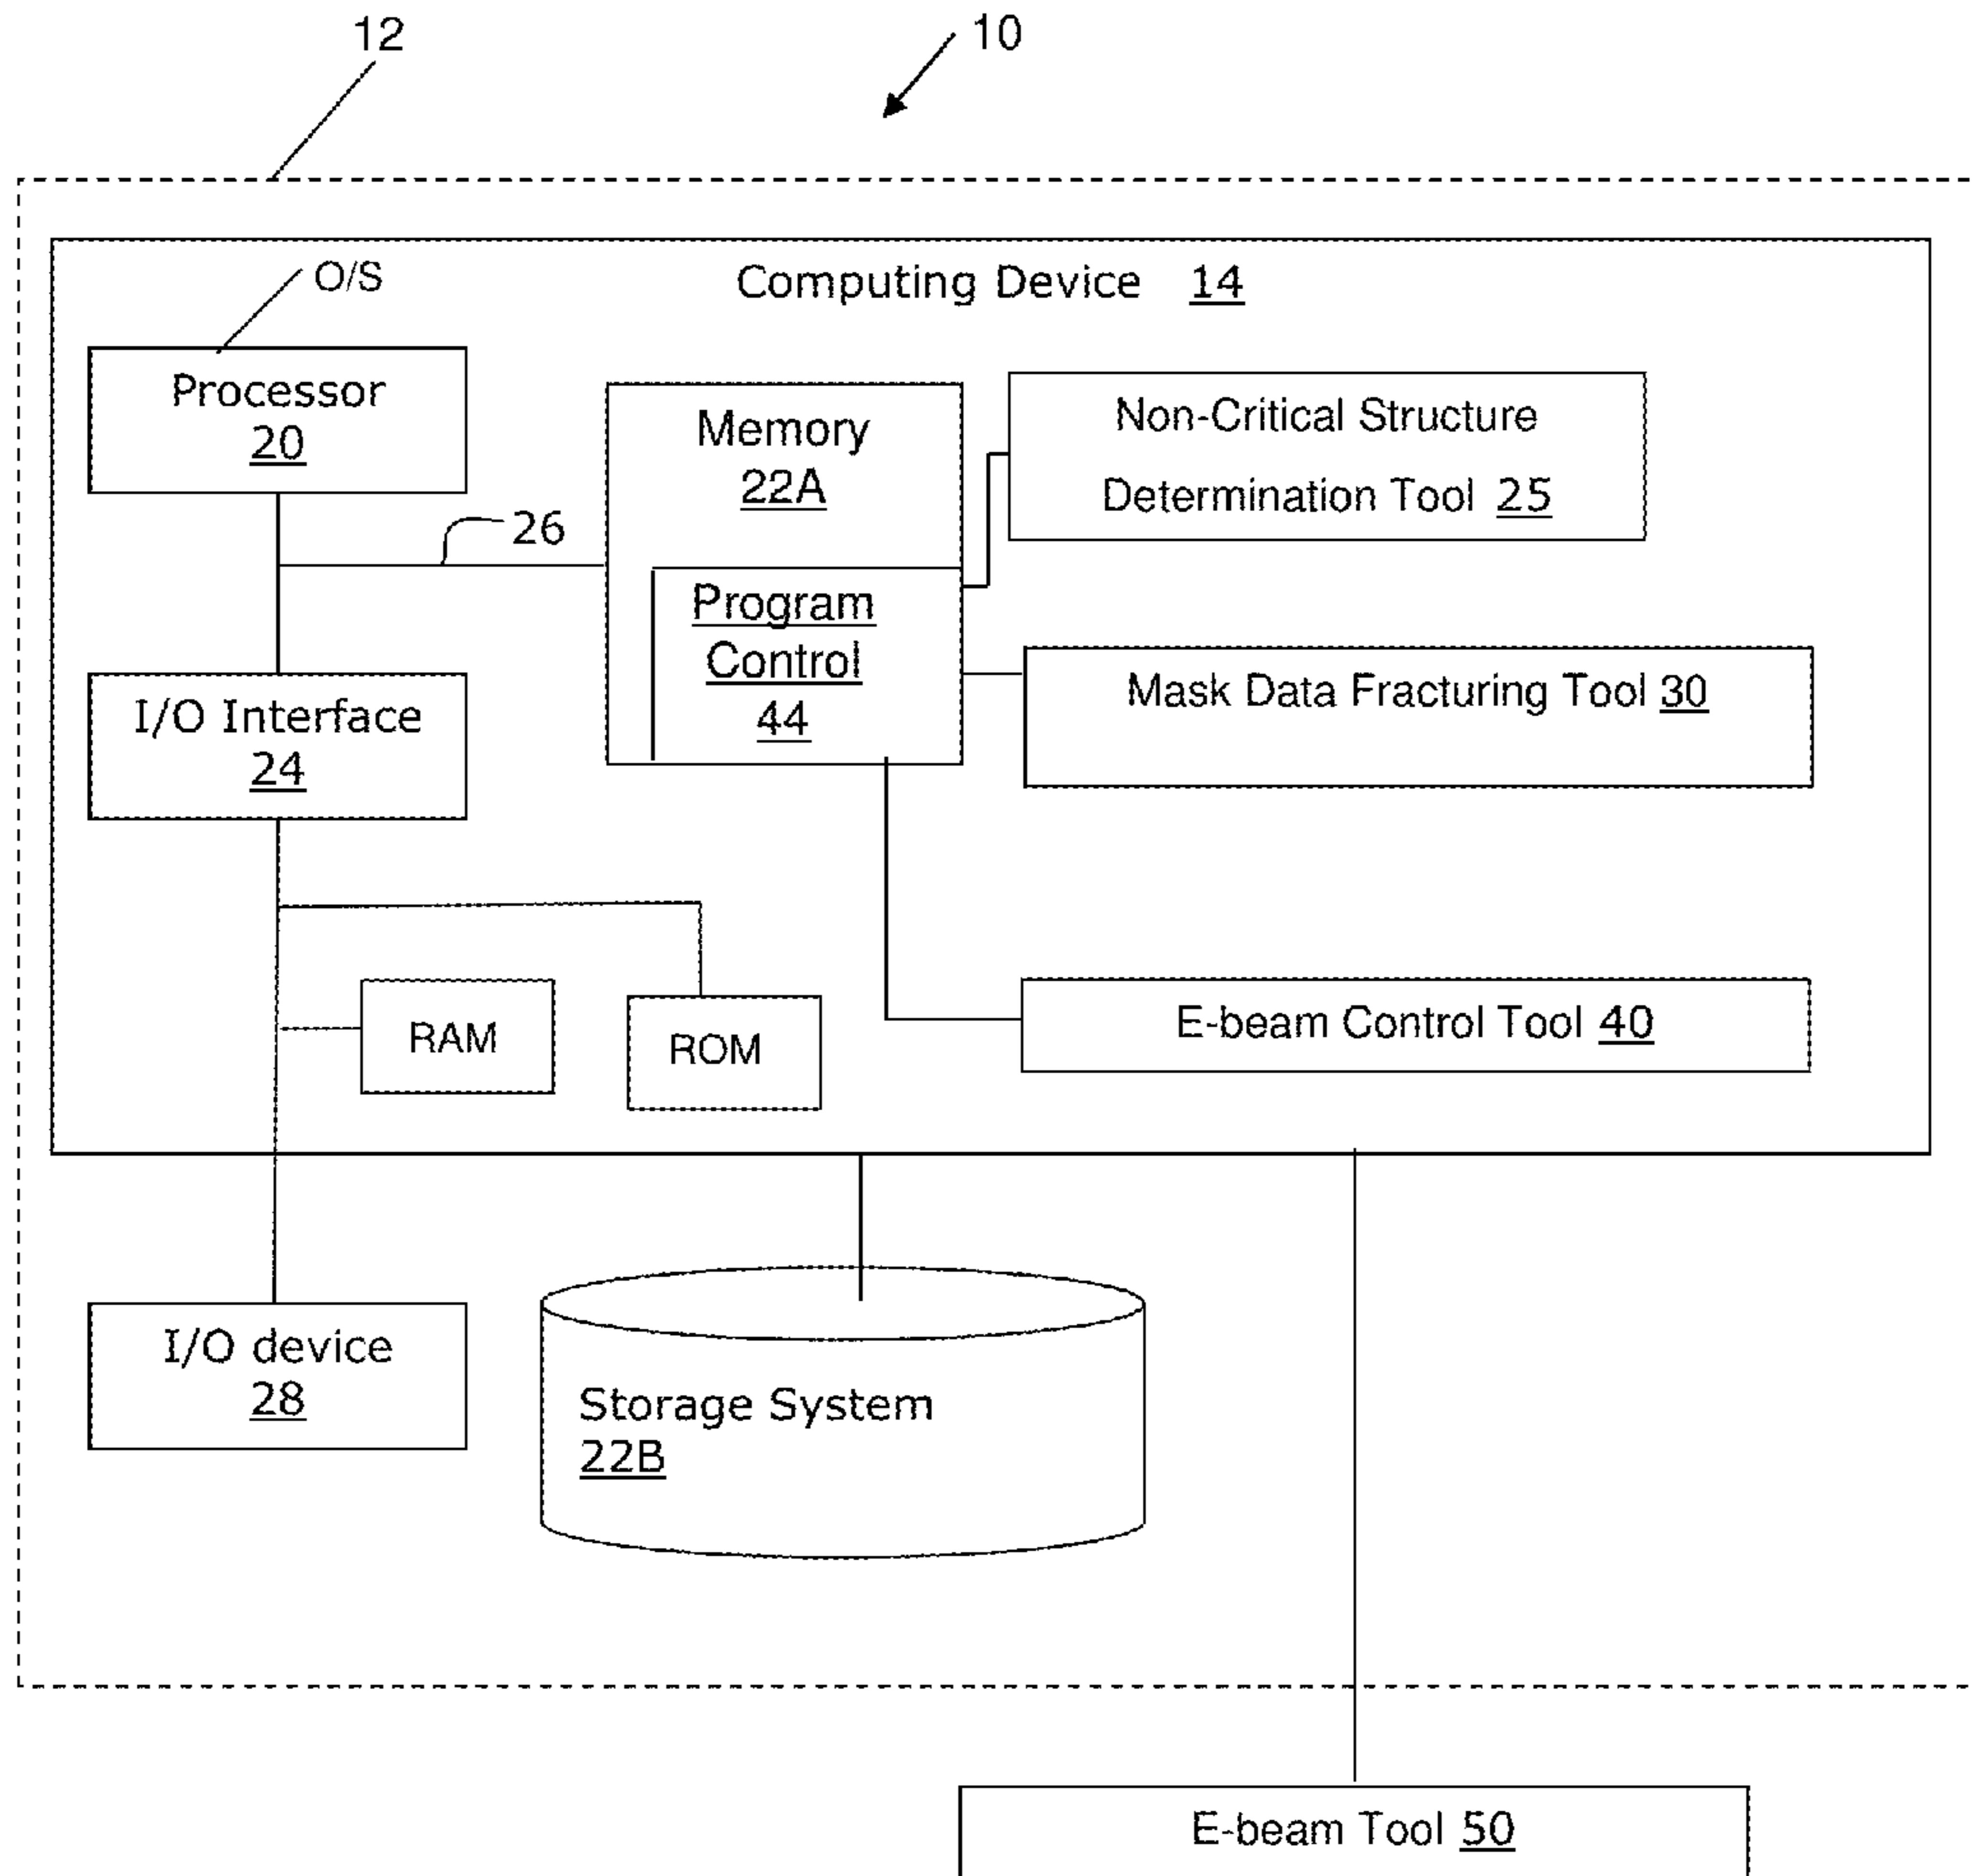 12
10
O/S
Computing Device 14
Processor
20
Memory
22A
Non-Critical Structure
Determination Tool 25
26
Program
Control
44
Mask Data Fracturing Tool 30
I/O Interface
24
RAM
ROM
E-beam Control Tool 40
I/O device
28
Storage System
22B
E-beam Tool 50